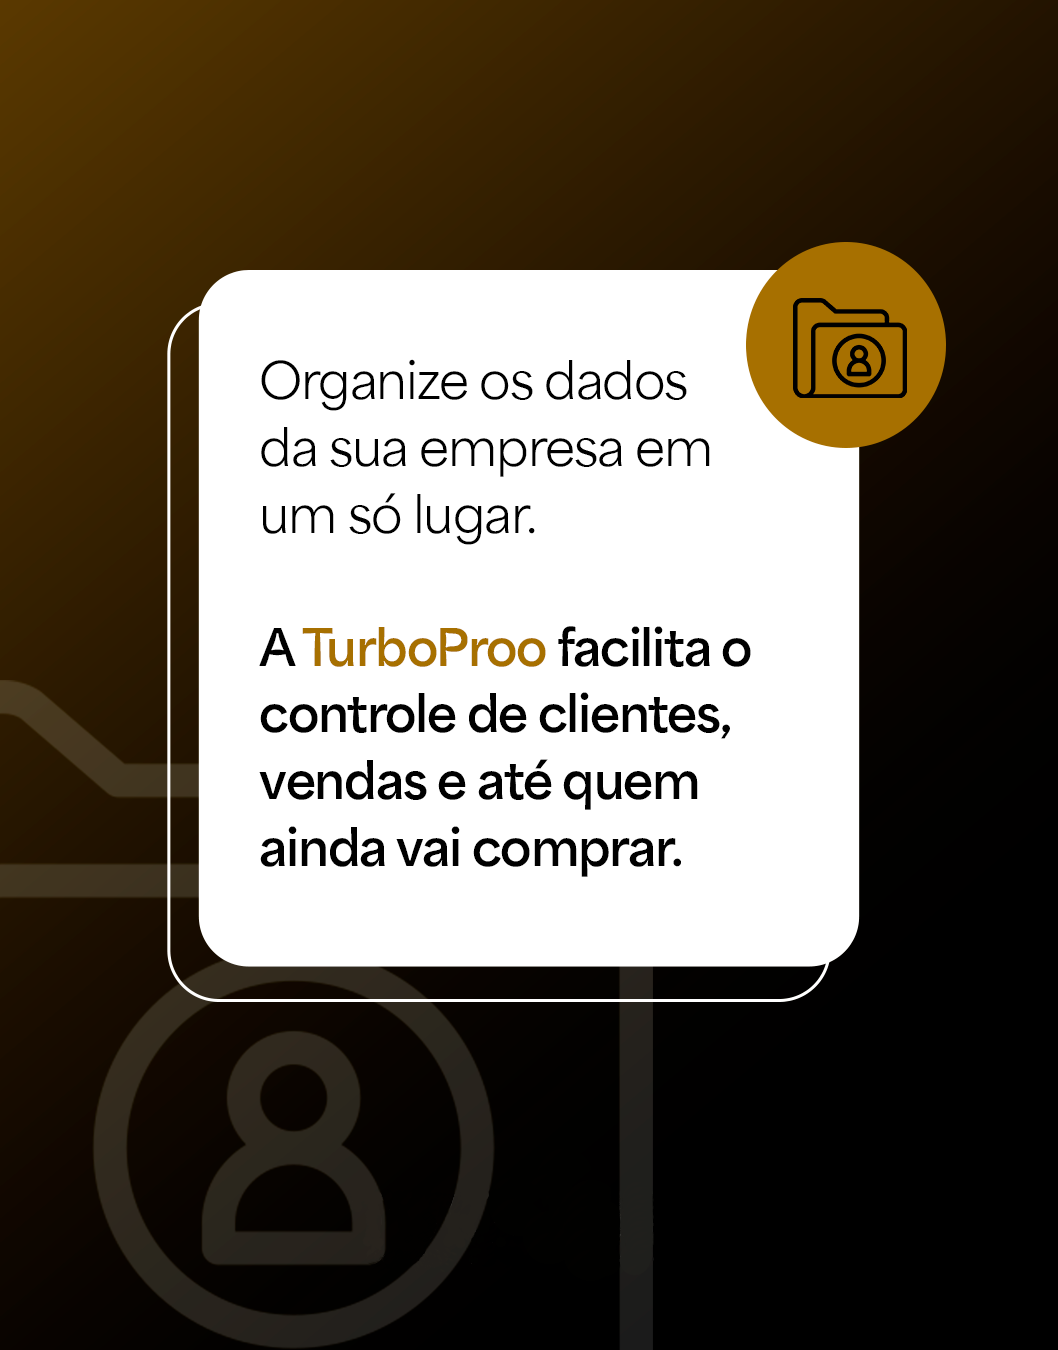 Organize os dados
da sua empresa em
um só lugar.
A TurboProo facilita o
controle de clientes,
vendas e até quem
ainda vai comprar.